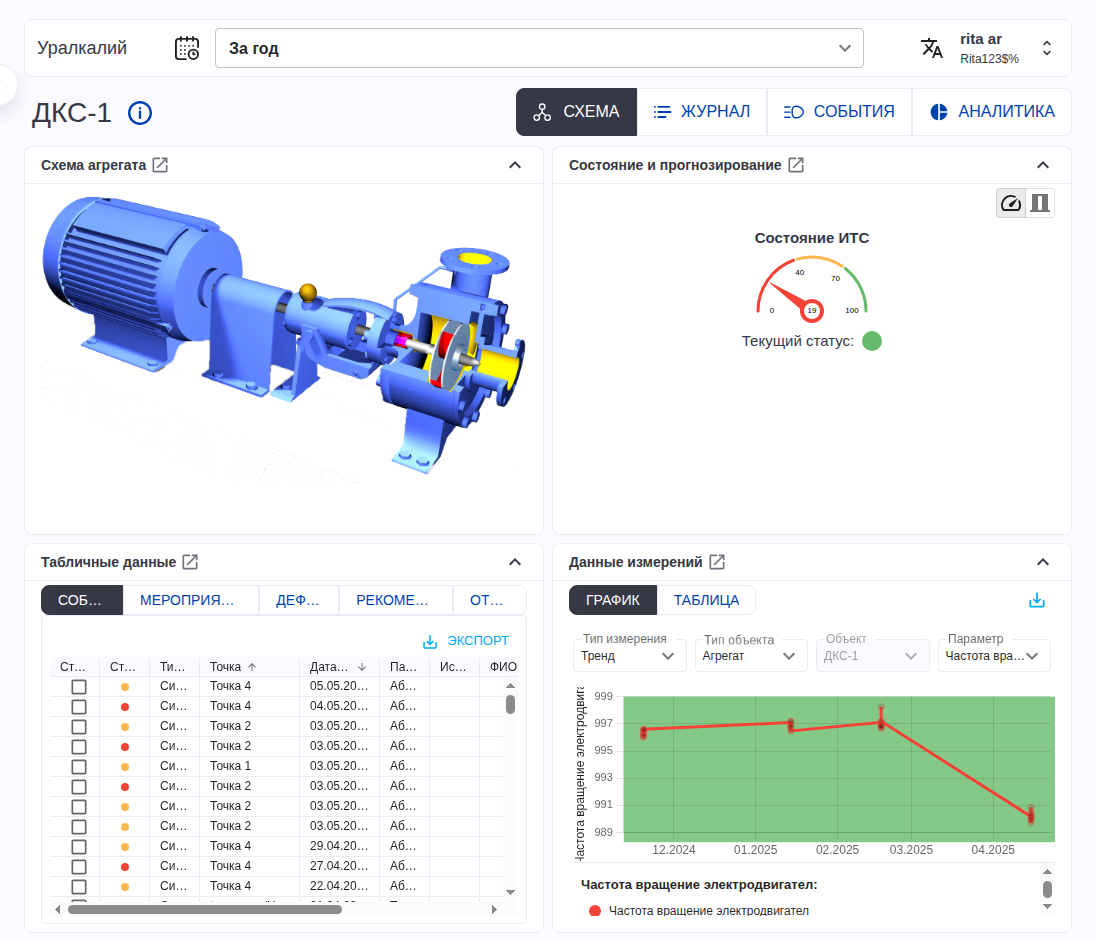 Уралкалий
За год
rita ar
Rita123$%
ДКС-1
СХЕМА
ЖУРНАЛ
СОБЫТИЯ
АНАЛИТИКА
Схема агрегата
Состояние и прогнозирование
Состояние ИТС
0 40 70 100
19
Текущий статус:
Табличные данные
СОБ… МЕРОПРИЯ… ДЕФ… РЕКОМЕ… ОТ…
ЭКСПОРТ
Ст… Ст… Ти… Точка Дата… Па… Ис… ФИО
Си… Точка 4 05.05.20… Аб…
Си… Точка 4 04.05.20… Аб…
Си… Точка 2 03.05.20… Аб…
Си… Точка 2 03.05.20… Аб…
Си… Точка 1 03.05.20… Аб…
Си… Точка 2 03.05.20… Аб…
Си… Точка 2 03.05.20… Аб…
Си… Точка 2 03.05.20… Аб…
Си… Точка 4 29.04.20… Аб…
Си… Точка 4 27.04.20… Аб…
Си… Точка 4 22.04.20… Аб…
Данные измерений
ГРАФИК ТАБЛИЦА
Тип измерения
Тренд
Тип объекта
Агрегат
Объект
ДКС-1
Параметр
Частота вра…
Частота вращение электродвига
999
997
995
993
991
989
12.2024 01.2025 02.2025 03.2025 04.2025
Частота вращение электродвигател:
Частота вращение электродвигател